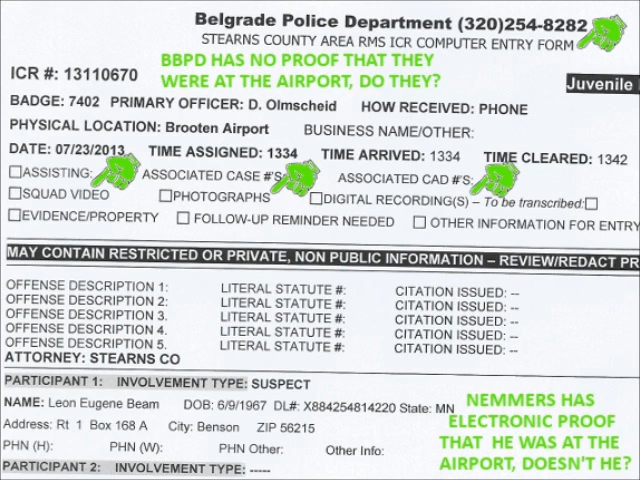 Belgrade Police Department (320)254-8282
STEARNS COUNTY AREA RMS ICR COMPUTER ENTRY FORM
BBPD HAS NO PROOF THAT THEY
WERE AT THE AIRPORT, DO THEY?
ICR #: 13110670
Juvenile
BADGE: 7402 PRIMARY OFFICER: D. Olmscheid HOW RECEIVED: PHONE
PHYSICAL LOCATION: Brooten Airport BUSINESS NAME/OTHER:
DATE: 07/23/2013 TIME ASSIGNED: 1334 TIME ARRIVED: 1334 TIME CLEARED: 1342
☐ASSISTING: ASSOCIATED CASE #'S: ASSOCIATED CAD #'S:
☐SQUAD VIDEO ☐PHOTOGRAPHS ☐DIGITAL RECORDING(S) – To be transcribed:☐
☐EVIDENCE/PROPERTY ☐ FOLLOW-UP REMINDER NEEDED ☐ OTHER INFORMATION FOR ENTRY
MAY CONTAIN RESTRICTED OR PRIVATE, NON PUBLIC INFORMATION – REVIEW/REDACT PR
OFFENSE DESCRIPTION 1: LITERAL STATUTE #: CITATION ISSUED: --
OFFENSE DESCRIPTION 2: LITERAL STATUTE #: CITATION ISSUED: --
OFFENSE DESCRIPTION 3. LITERAL STATUTE #: CITATION ISSUED: --
OFFENSE DESCRIPTION 4. LITERAL STATUTE #: CITATION ISSUED: --
OFFENSE DESCRIPTION 5. LITERAL STATUTE #: CITATION ISSUED: --
ATTORNEY: STEARNS CO
PARTICIPANT 1: INVOLVEMENT TYPE: SUSPECT
NAME: Leon Eugene Beam DOB: 6/9/1967 DL#: X884254814220 State: MN
Address: Rt 1 Box 168 A City: Benson ZIP 56215
PHN (H): PHN (W): PHN Other: Other Info:
PARTICIPANT 2: INVOLVEMENT TYPE: -----
NEMMERS HAS
ELECTRONIC PROOF
THAT HE WAS AT THE
AIRPORT, DOESN'T HE?